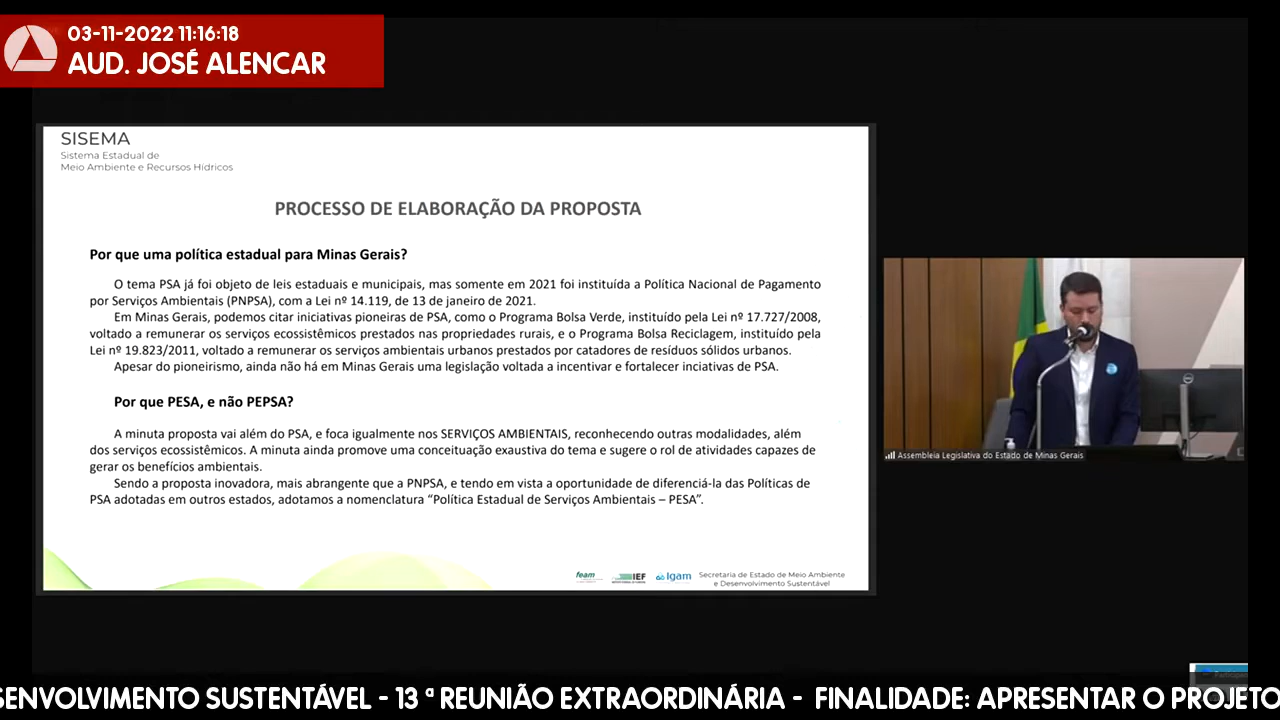 03-11-2022 11:16:18
AUD. JOSÉ ALENCAR
SISEMA
Sistema Estadual de
Meio Ambiente e Recursos Hídricos
PROCESSO DE ELABORAÇÃO DA PROPOSTA
Por que uma política estadual para Minas Gerais?
O tema PSA já foi objeto de leis estaduais e municipais, mas somente em 2021 foi instituída a Política Nacional de Pagamento
por Serviços Ambientais (PNPSA), com a Lei nº 14.119, de 13 de janeiro de 2021.
Em Minas Gerais, podemos citar iniciativas pioneiras de PSA, como o Programa Bolsa Verde, instituído pela Lei nº 17.727/2008,
voltado a remunerar os serviços ecossistêmicos prestados nas propriedades rurais, e o Programa Bolsa Reciclagem, instituído pela
Lei nº 19.823/2011, voltado a remunerar os serviços ambientais urbanos prestados por catadores de resíduos sólidos urbanos.
Apesar do pioneirismo, ainda não há em Minas Gerais uma legislação voltada a incentivar e fortalecer inciativas de PSA.
Por que PESA, e não PEPSA?
A minuta proposta vai além do PSA, e foca igualmente nos SERVIÇOS AMBIENTAIS, reconhecendo outras modalidades, além
dos serviços ecossistêmicos. A minuta ainda promove uma conceituação exaustiva do tema e sugere o rol de atividades capazes de
gerar os benefícios ambientais.
Sendo a proposta inovadora, mais abrangente que a PNPSA, e tendo em vista a oportunidade de diferenciá-la das Políticas de
PSA adotadas em outros estados, adotamos a nomenclatura “Política Estadual de Serviços Ambientais – PESA”.
feam
IEF
Igam
Secretaria de Estado de Meio Ambiente
e Desenvolvimento Sustentável
Assembleia Legislativa do Estado de Minas Gerais
SENVOLVIMENTO SUSTENTÁVEL - 13 ª REUNIÃO EXTRAORDINÁRIA - FINALIDADE: APRESENTAR O PROJETO